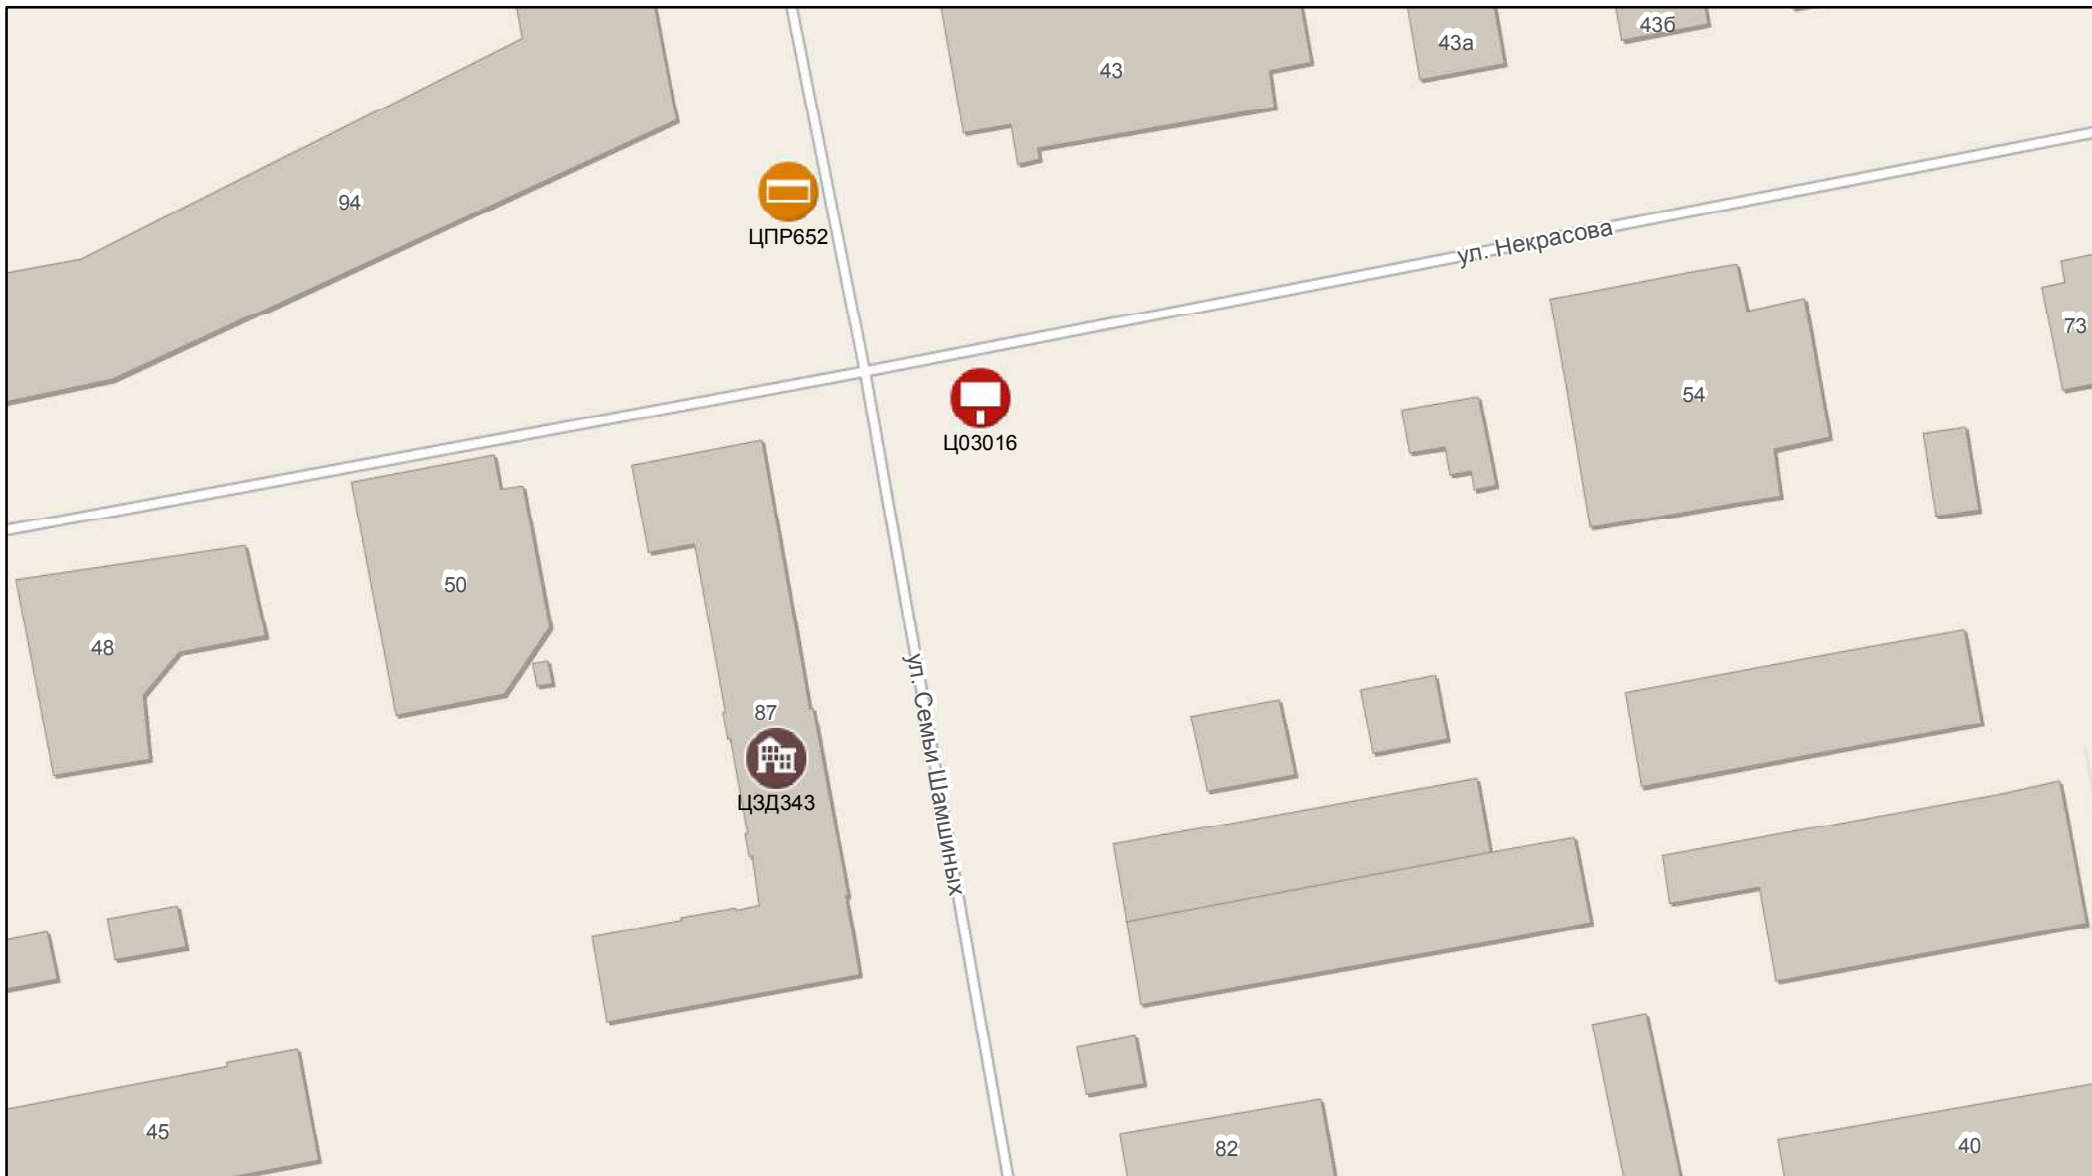 43
43а
43б
94
ЦПР652
ул. Некрасова
73
54
Ц03016
50
48
87
ЦЗД343
ул. Семьи Шамшиных
45
82
40